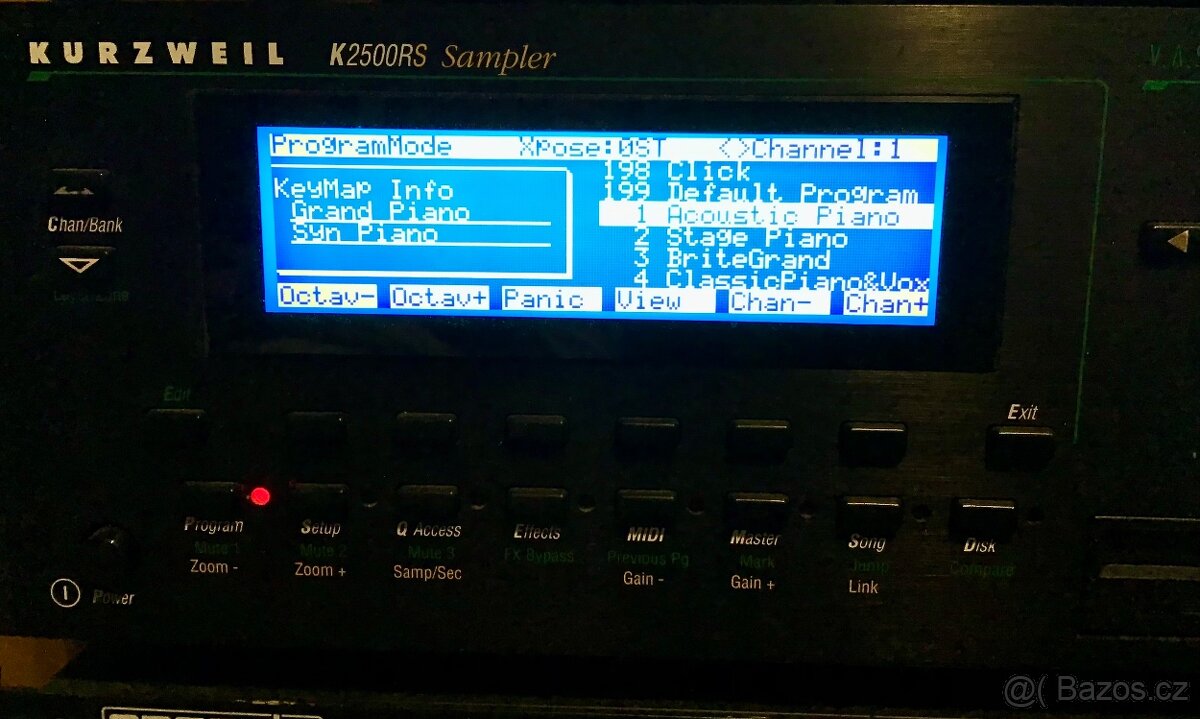 KURZWEIL K2500RS Sampler
V.A.
ProgramMode Xpose:0ST <>Channel:1
198 Click
KeyMap Info 199 Default Program
Grand Piano 1 Acoustic Piano
Syn Piano 2 Stage Piano
3 BriteGrand
4 ClassicPiano&Vox
Octav- Octav+ Panic View Chan- Chan+
Chan/Bank
Edit
Exit
Program Setup Q Access Effects MIDI Master Song Disk
Mute 1 Mute 2 Mute 3 FX Bypass Previous Pg Mark Jump Compare
Zoom - Zoom + Samp/Sec Gain - Gain + Link
Power
@( Bazos.cz